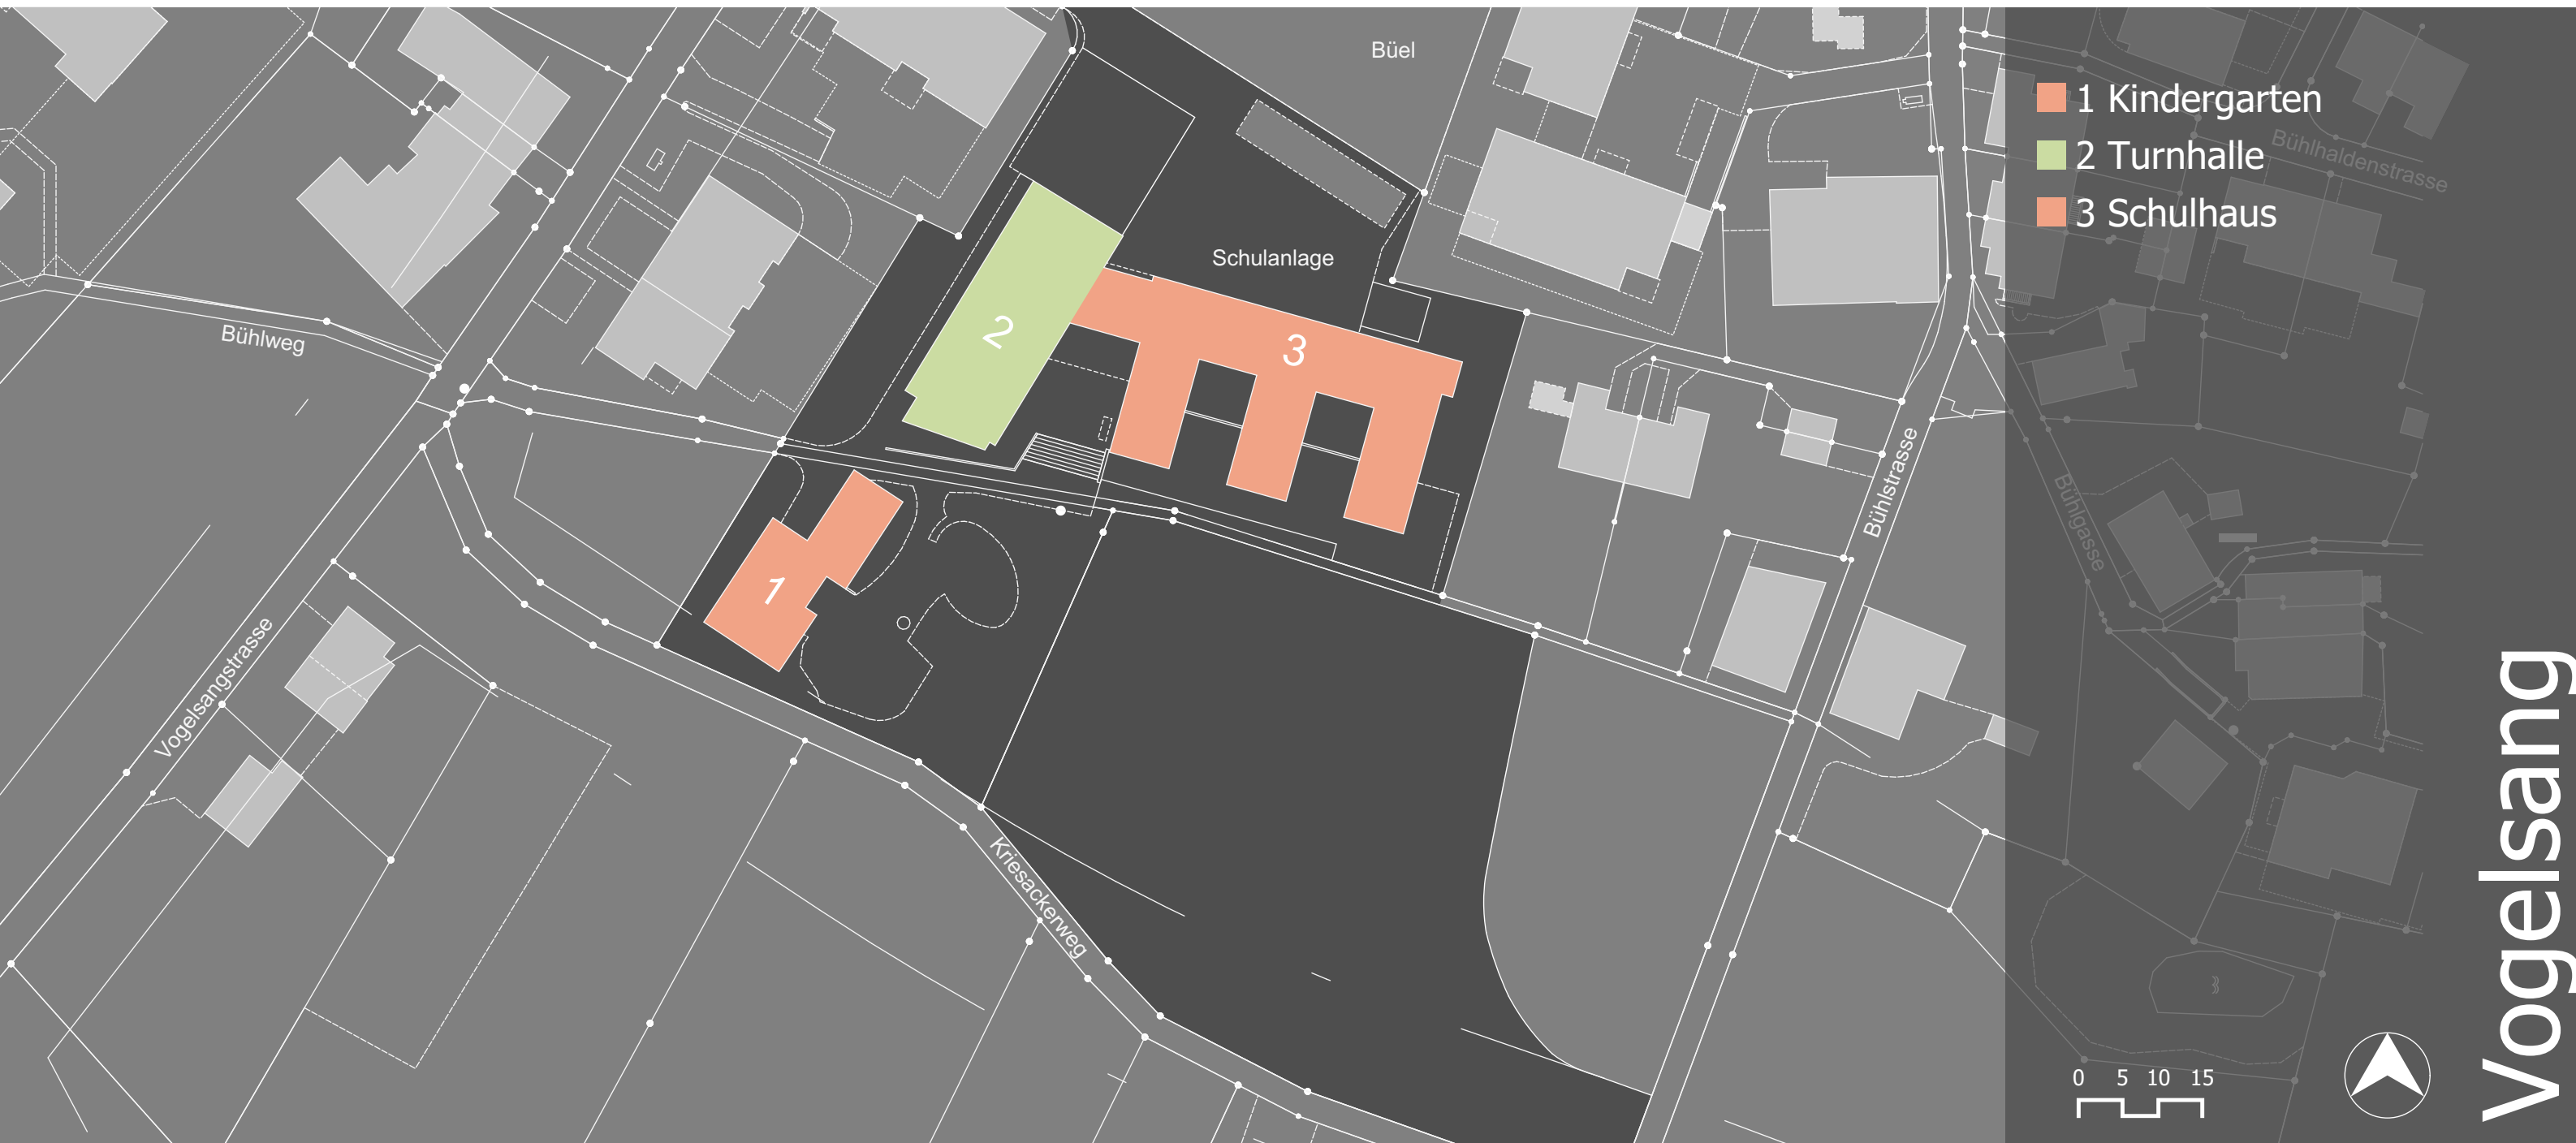 Büel
1 Kindergarten
2 Turnhalle
3 Schulhaus
Bühlhaldenstrasse
Schulanlage
Bühlweg
2
3
Bühlstrasse
Bühlgasse
1
Vogelsangstrasse
Kriesackerweg
Vogelsang
0 5 10 15